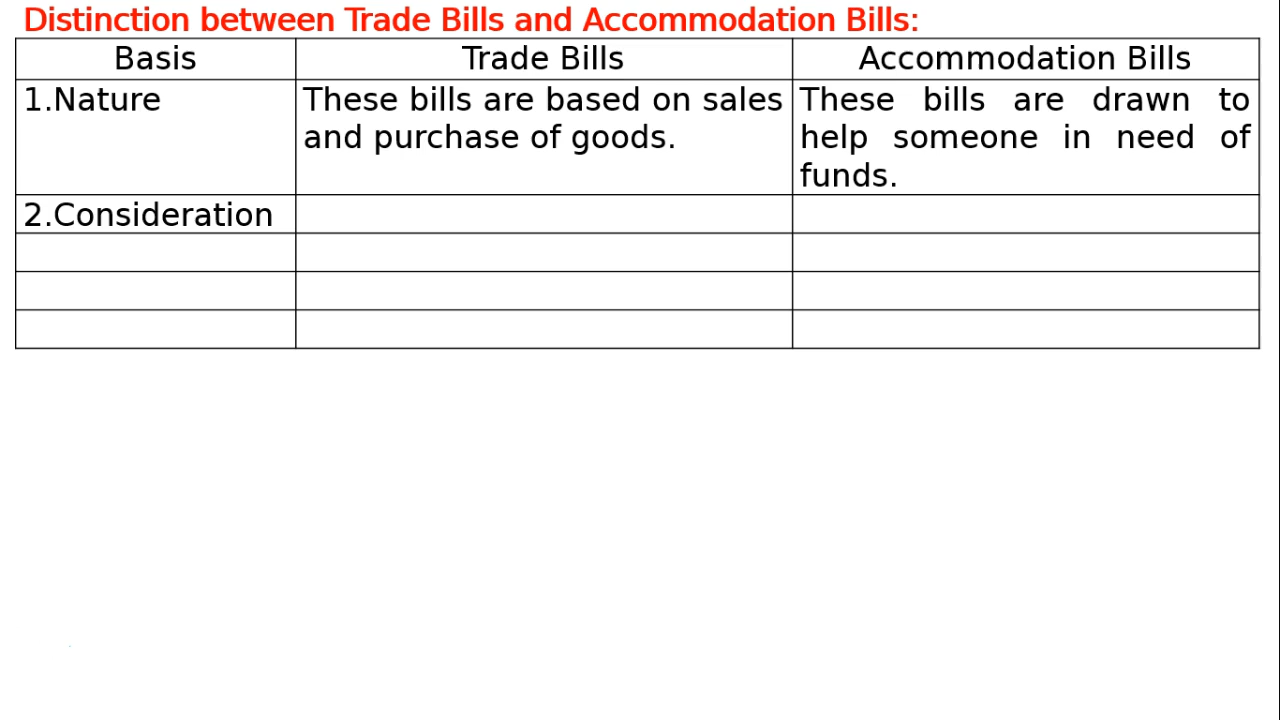 Distinction between Trade Bills and Accommodation Bills:
Basis Trade Bills Accommodation Bills
1.Nature These bills are based on sales These bills are drawn to
and purchase of goods. help someone in need of
funds.
2.Consideration